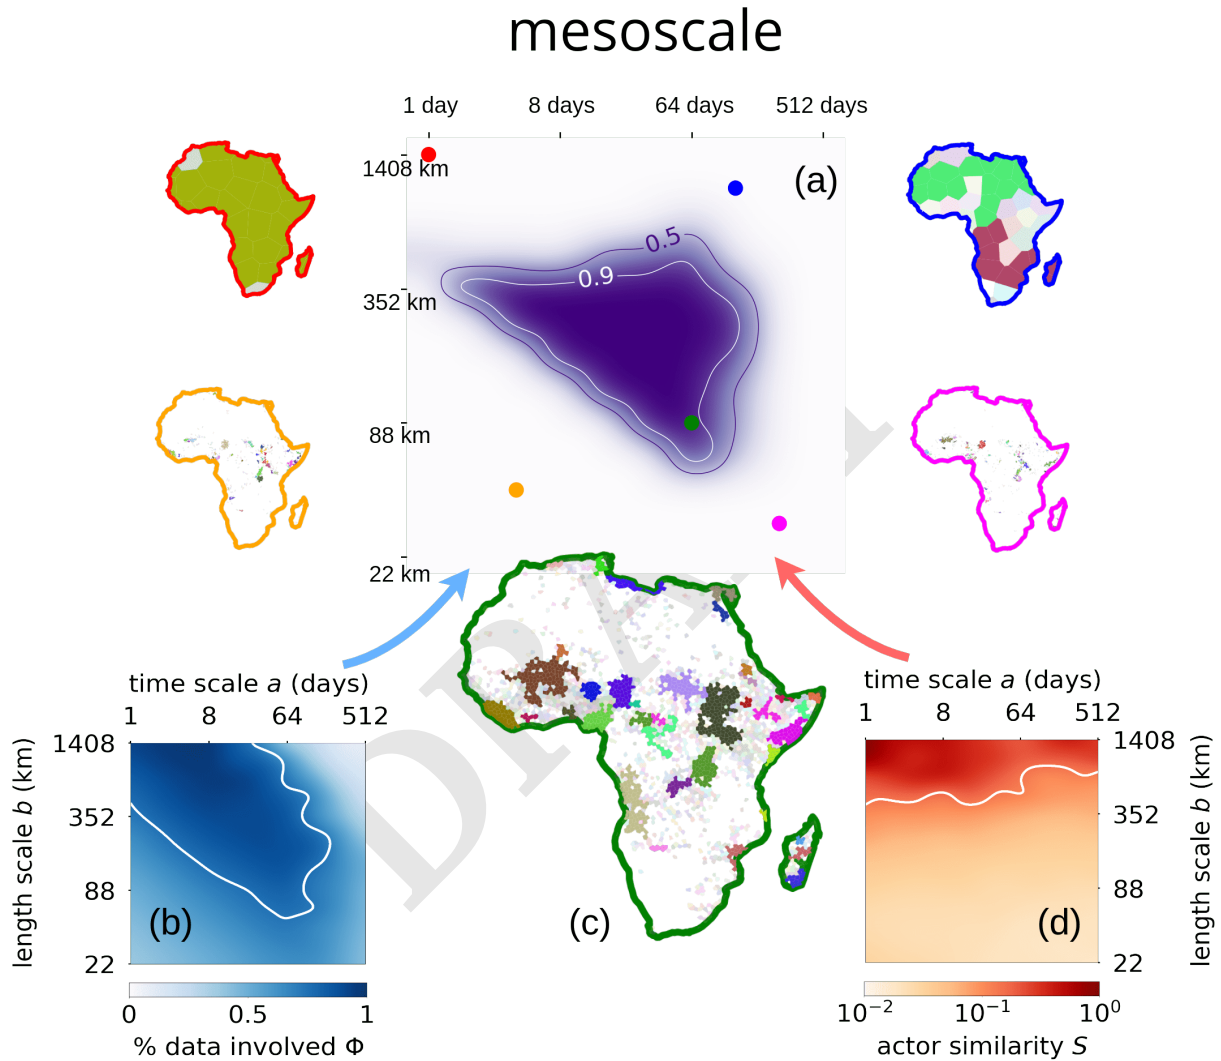 mesoscale
1 day 8 days 64 days 512 days
1408 km
(a)
0.5
0.9
352 km
88 km
22 km
DRAFT
time scale a (days)
1 8 64 512
1408
352
88
22
length scale b (km)
(b)
0 0.5 1
% data involved Φ
(c)
time scale a (days)
1 8 64 512
1408
352
88
22
length scale b (km)
(d)
10⁻² 10⁻¹ 10⁰
actor similarity S